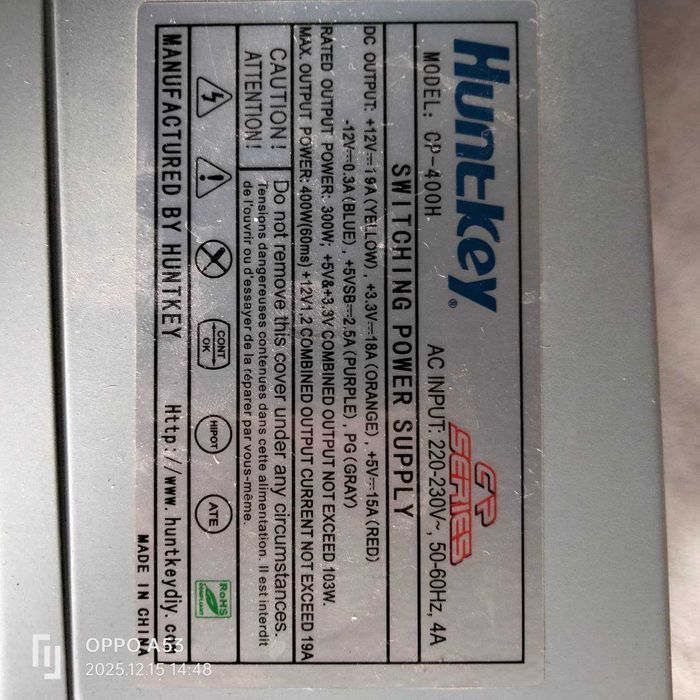 Huntkey®
CP
SERIES
MODEL: CP-400H
AC INPUT: 220-230V~, 50-60Hz, 4A
SWITCHING POWER SUPPLY
DC OUTPUT: +12V⎓19A (YELLOW), +3.3V⎓18A (ORANGE), +5V⎓15A (RED)
-12V⎓0.3A (BLUE), +5VSB⎓2.5A (PURPLE), PG (GRAY)
RATED OUTPUT POWER: 300W; +5V&+3.3V COMBINED OUTPUT NOT EXCEED 103W.
MAX. OUTPUT POWER: 400W(60ms) +12V1,2 COMBINED OUTPUT CURRENT NOT EXCEED 19A
CAUTION!
Do not remove this cover under any circumstances.
ATTENTION!
Tensions dangereuses contenues dans cette alimentation. Il est interdit
de l'ouvrir ou d'essayer de la réparer par vous-même.
CONT
OK
HIPOT
ATE
RoHS
COMPLIANT
MANUFACTURED BY HUNTKEY
Http://www.huntkeydiy.com
MADE IN CHINA
OPPO A53
2025.12.15 14:48